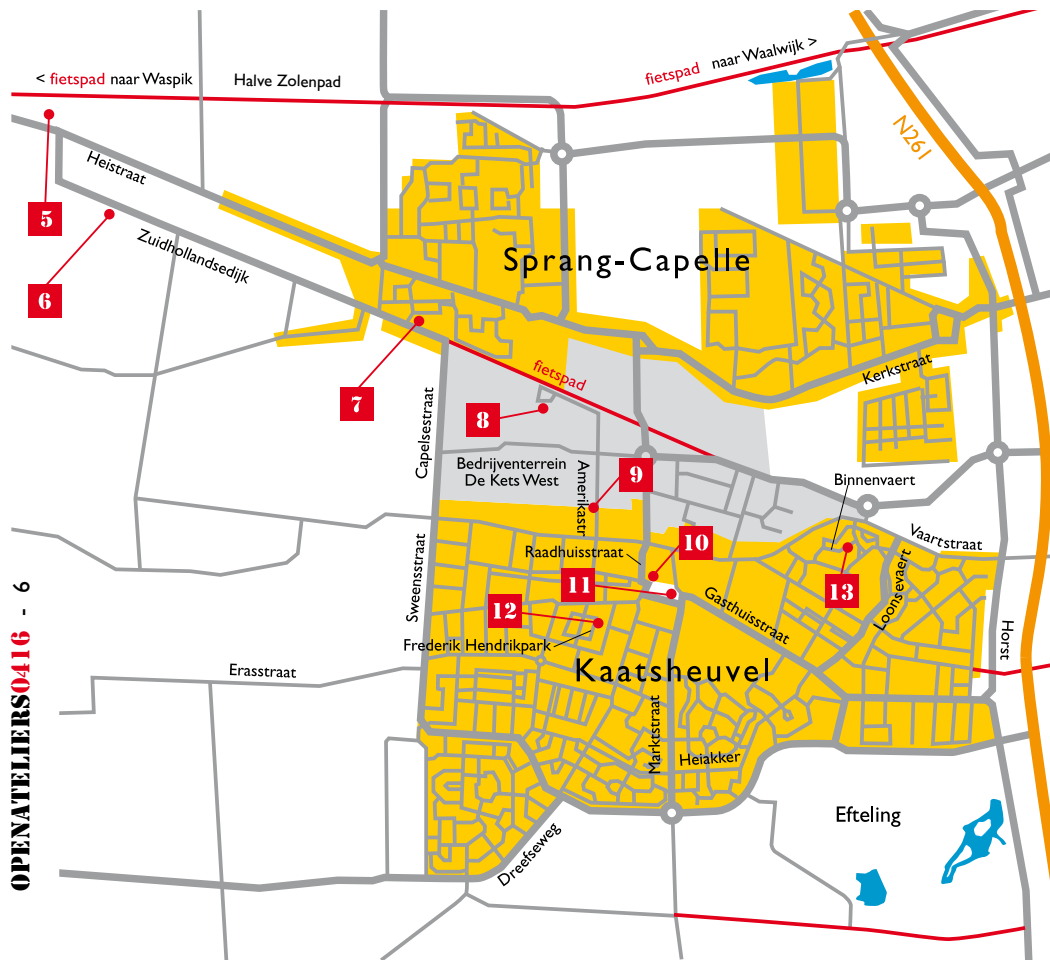 < fietspad naar Waspik
Halve Zolenpad
fietspad naar Waalwijk >
N261
Heistraat
5
Zuidhollandsedijk
6
Sprang-Capelle
7
fietspad
Kerkstraat
8
Capelsestraat
Bedrijventerrein
De Kets West
Amerikastr
9
Binnenvaert
Raadhuisstraat
10
Vaartstraat
11
13
Gasthuisstraat
Loonsevaert
Sweensstraat
12
Frederik Hendrikpark
Horst
Kaatsheuvel
Erasstraat
Marktstraat
Heiakker
Efteling
Dreefseweg
OPENATELIERS0416 - 6